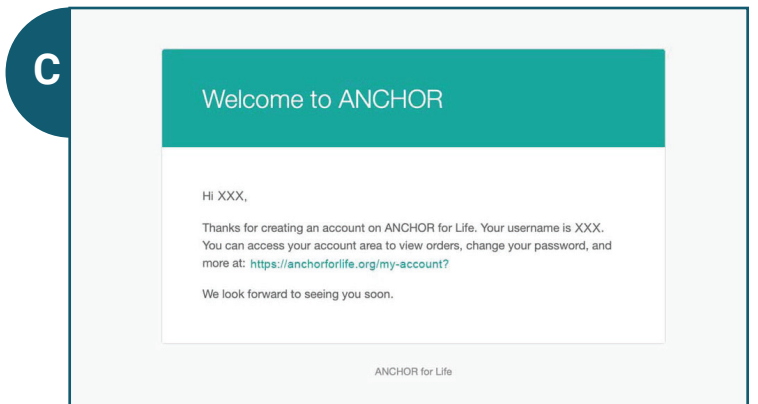 C
Welcome to ANCHOR
Hi XXX,
Thanks for creating an account on ANCHOR for Life. Your username is XXX.
You can access your account area to view orders, change your password, and
more at: https://anchorforlife.org/my-account?
We look forward to seeing you soon.
ANCHOR for Life